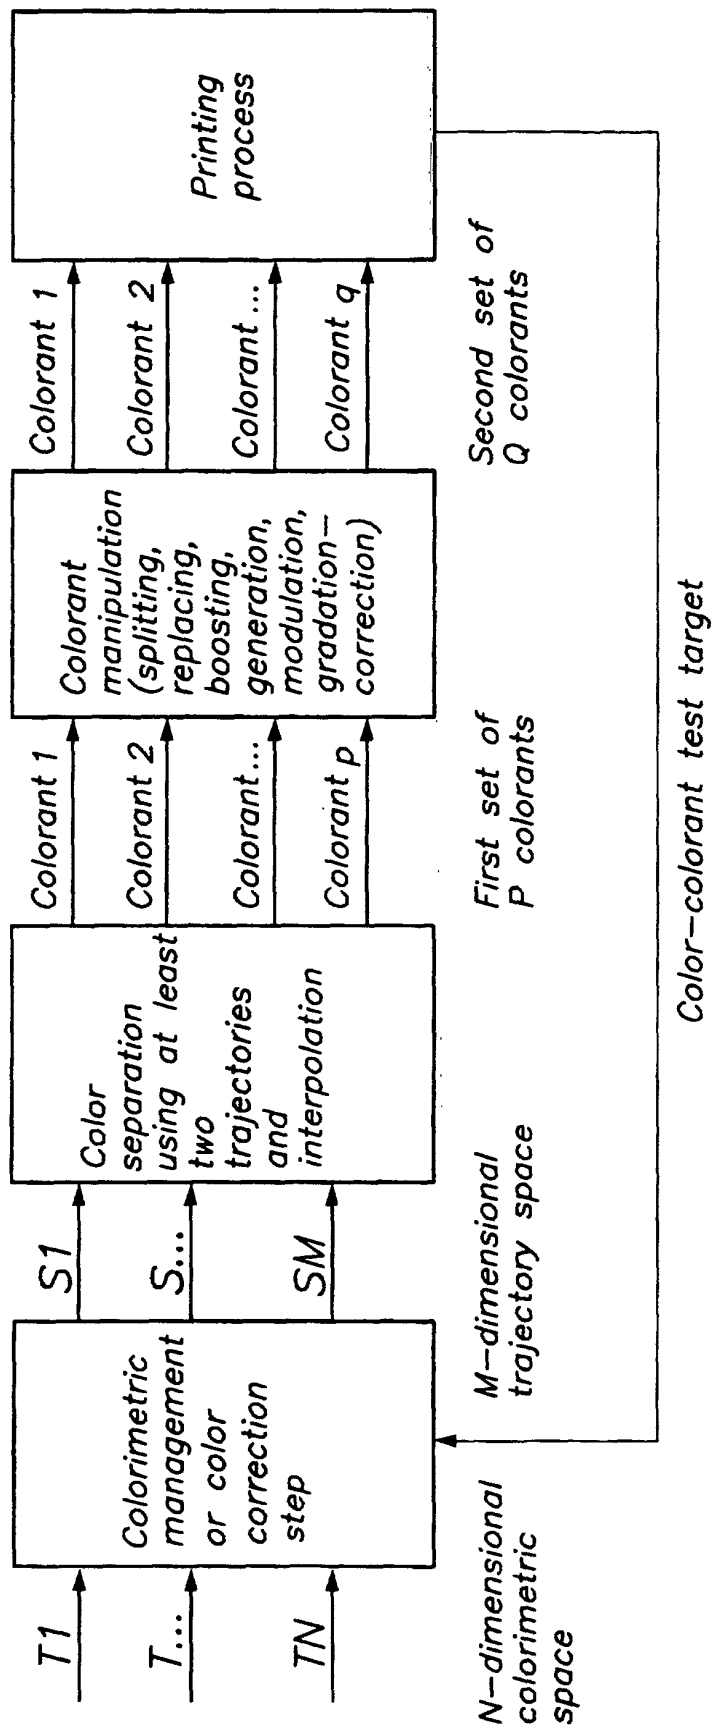 T1
T...
TN
N-dimensional
colorimetric
space
Colorimetric
management
or color
correction
step
S1
S...
SM
M-dimensional
trajectory space
Color
separation
using at least
two
trajectories
and
interpolation
Colorant 1
Colorant 2
Colorant...
Colorant p
First set of
P colorants
Colorant
manipulation
(splitting,
replacing,
boosting,
generation,
modulation,
gradation-
correction)
Colorant 1
Colorant 2
Colorant...
Colorant q
Second set of
Q colorants
Printing
process
Color-colorant test target